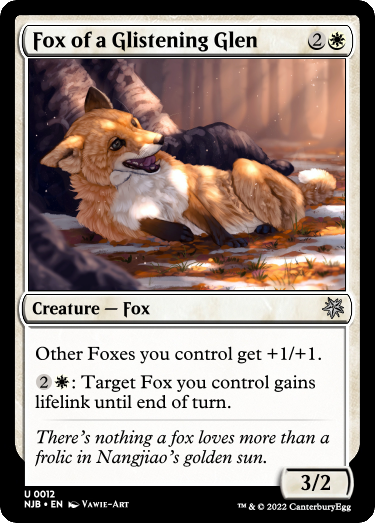 Fox of a Glistening Glen 2
Creature — Fox
Other Foxes you control get +1/+1.
2 : Target Fox you control gains
lifelink until end of turn.
There's nothing a fox loves more than a
frolic in Nangjiao's golden sun.
3/2
U 0012
NJB • EN Vawie-Art
™ & © 2022 CanterburyEgg